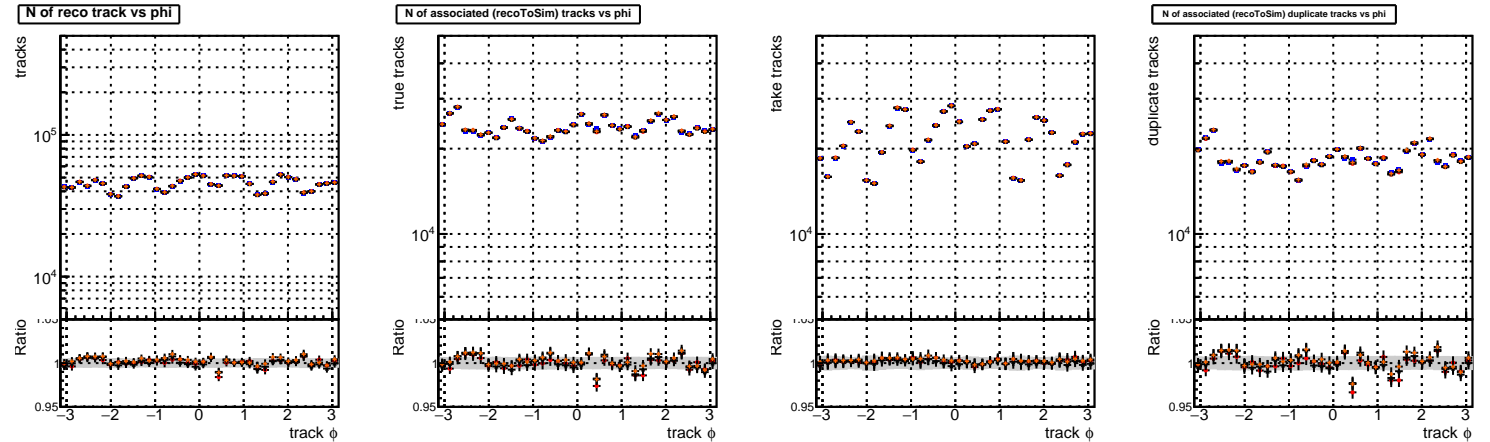 N of reco track vs phi
tracks
10^5
10^4
Ratio
1
0.95
−3 −2 −1 0 1 2 3
track ϕ
N of associated (recoToSim) tracks vs phi
true tracks
10^4
Ratio
1
0.95
−3 −2 −1 0 1 2 3
track ϕ
fake tracks
10^4
Ratio
1
0.95
−3 −2 −1 0 1 2 3
track ϕ
N of associated (recoToSim) duplicate tracks vs phi
duplicate tracks
10^4
Ratio
1
0.95
−3 −2 −1 0 1 2 3
track ϕ